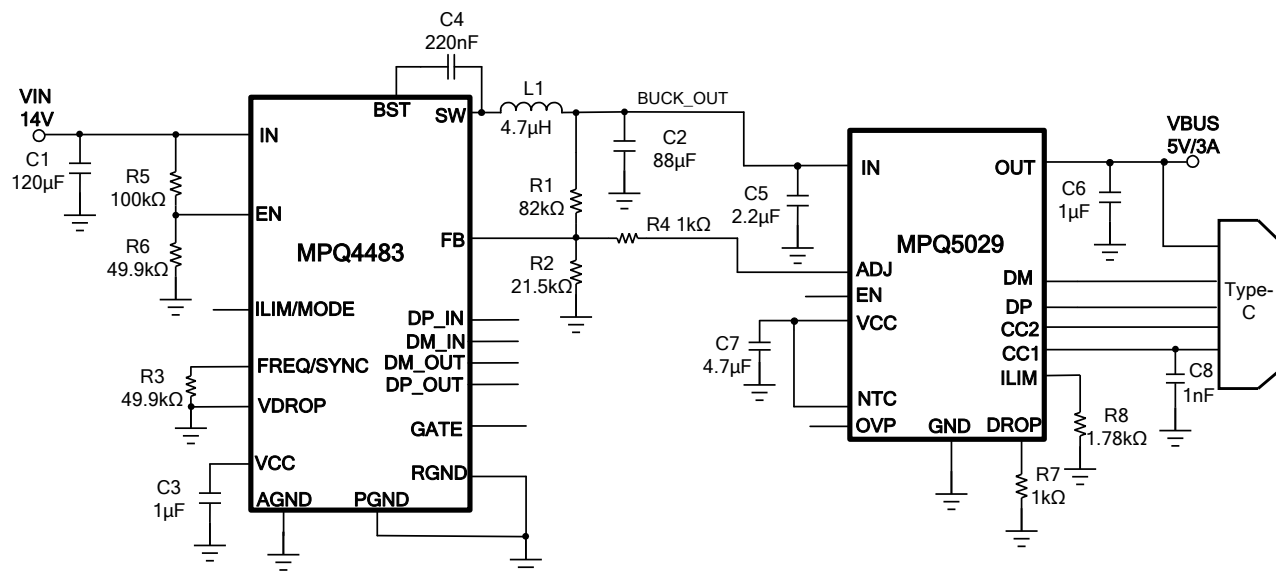 C4
220nF
VIN
14V
C1
120µF
R5
100kΩ
R6
49.9kΩ
R3
49.9kΩ
C3
1µF
IN
EN
ILIM/MODE
FREQ/SYNC
VDROP
VCC
AGND
PGND
BST
SW
FB
DP_IN
DM_IN
DM_OUT
DP_OUT
GATE
RGND
MPQ4483
L1
4.7µH
BUCK_OUT
C2
88µF
R1
82kΩ
R4 1kΩ
R2
21.5kΩ
C5
2.2µF
C7
4.7µF
IN
ADJ
EN
VCC
NTC
OVP
GND
DROP
OUT
DM
DP
CC2
CC1
ILIM
MPQ5029
VBUS
5V/3A
C6
1µF
Type-
C
C8
1nF
R8
1.78kΩ
R7
1kΩ